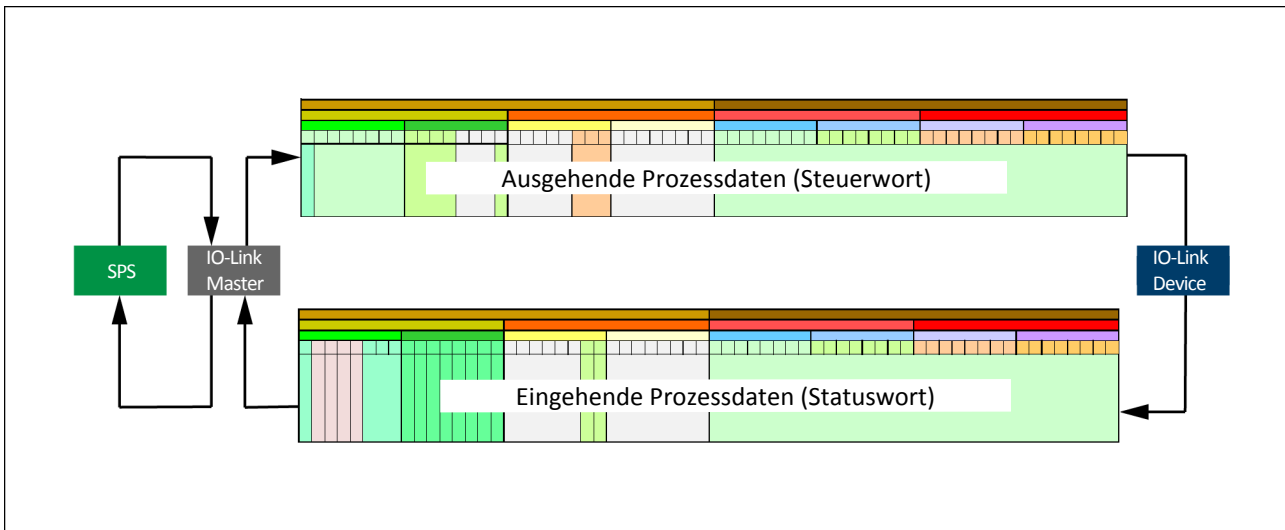 Ausgehende Prozessdaten (Steuerwort)
SPS
IO-Link
Master
IO-Link
Device
Eingehende Prozessdaten (Statuswort)